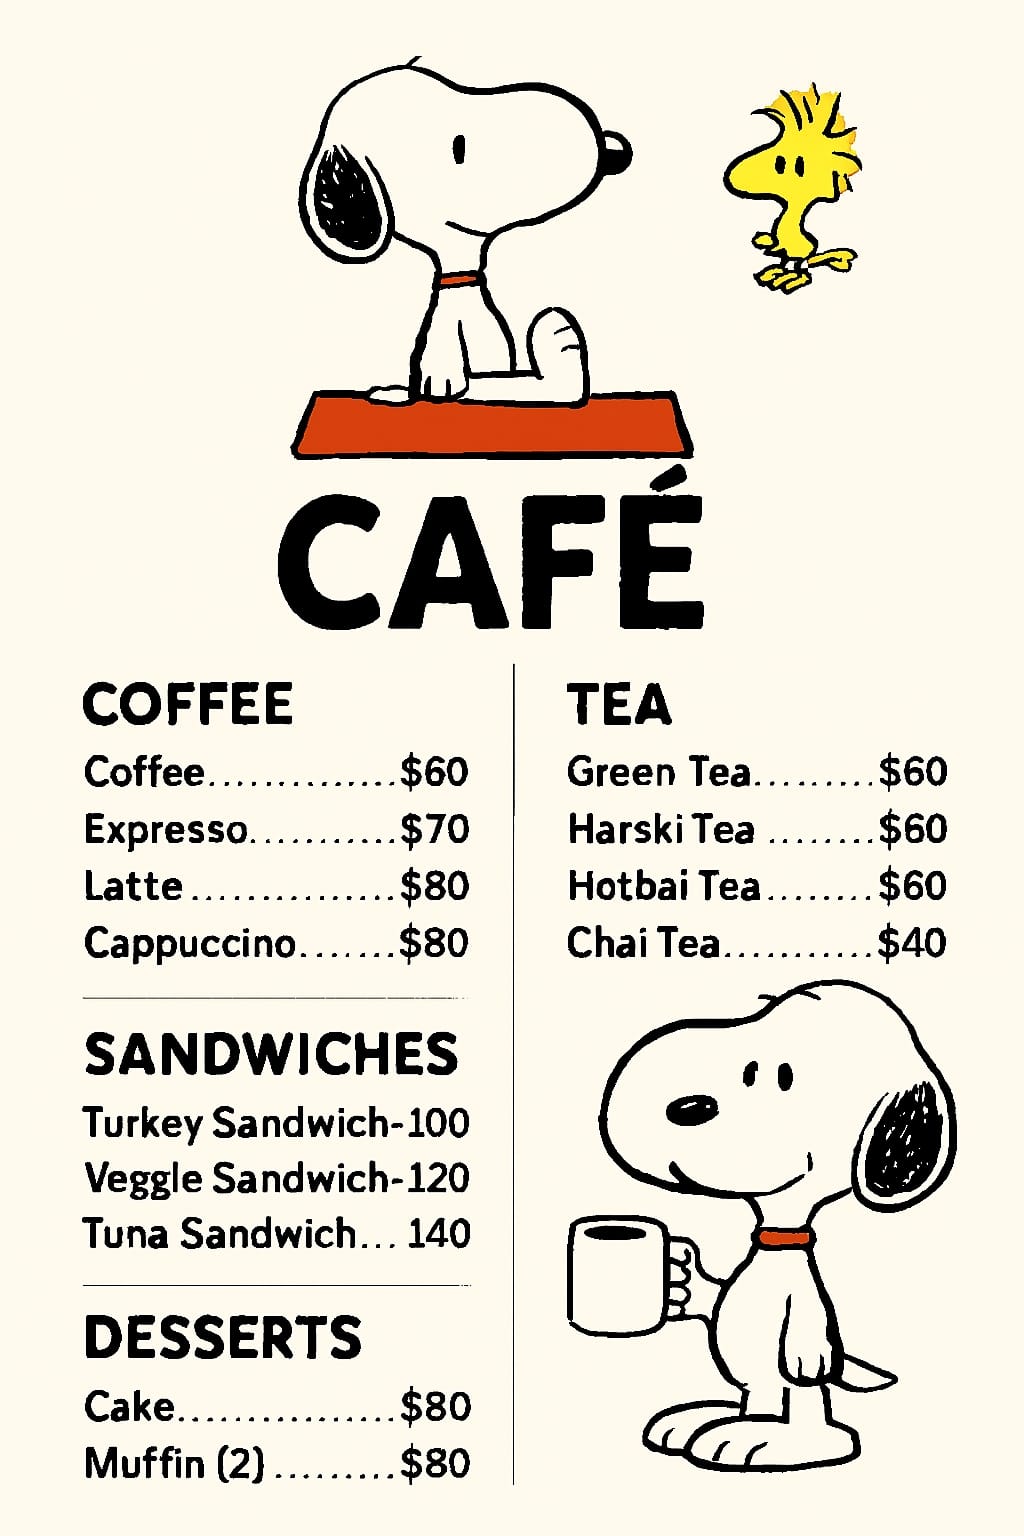 CAFÉ
COFFEE
Coffee..............$60
Expresso...........$70
Latte...............$80
Cappuccino.......$80
SANDWICHES
Turkey Sandwich-100
Veggle Sandwich-120
Tuna Sandwich... 140
DESSERTS
Cake................$80
Muffin (2).........$80
TEA
Green Tea.........$60
Harski Tea ........$60
Hotbai Tea........$60
Chai Tea...........$40